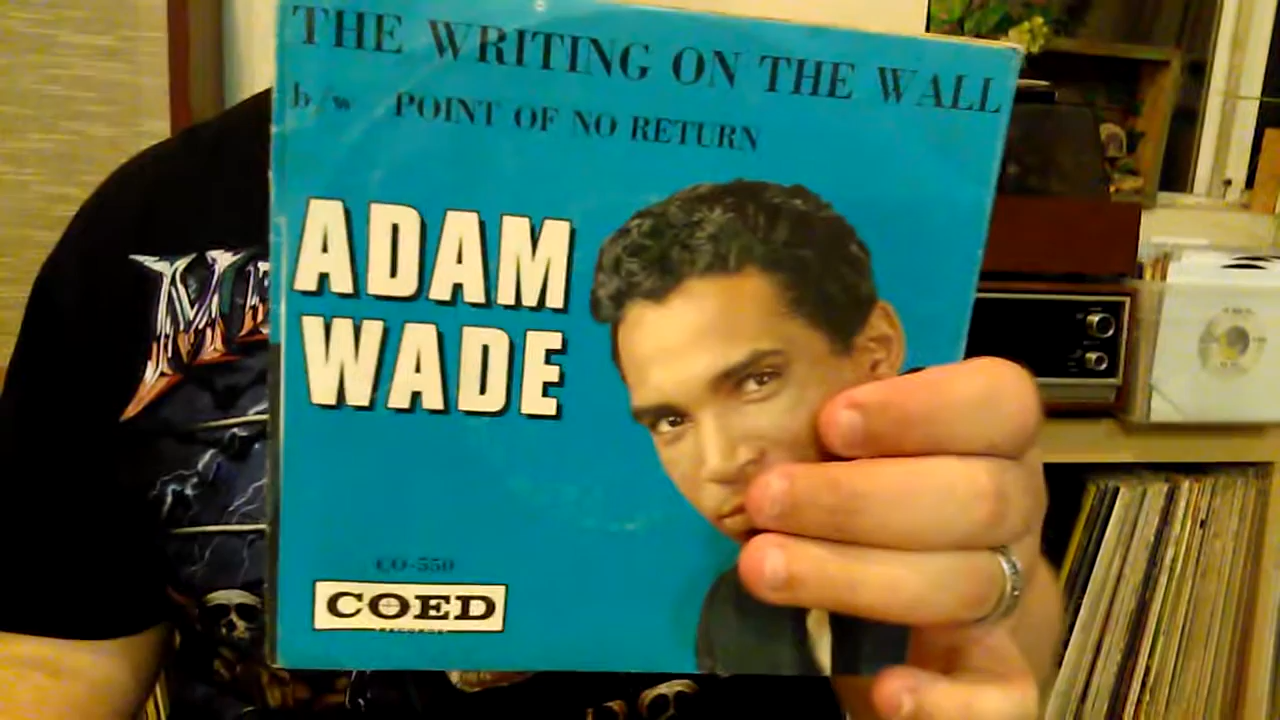 THE WRITING ON THE WALL
b/w POINT OF NO RETURN
ADAM
WADE
CO-550
COED